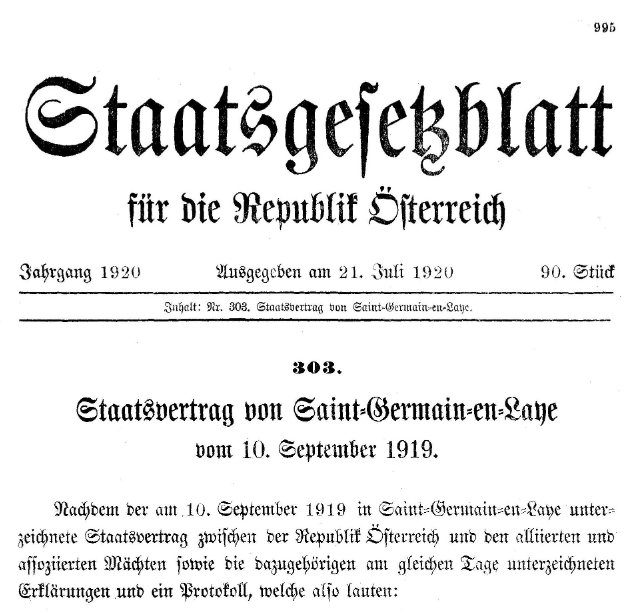 995
Staatsgesetzblatt
für die Republik Österreich
Jahrgang 1920 Ausgegeben am 21. Juli 1920 90. Stück
Inhalt: Nr. 303. Staatsvertrag von Saint-Germain-en-Laye.
303.
Staatsvertrag von Saint-Germain-en-Laye
vom 10. September 1919.
Nachdem der am 10. September 1919 in Saint-Germain-en-Laye unter-
zeichnete Staatsvertrag zwischen der Republik Österreich und den alliierten und
assoziierten Mächten sowie die dazugehörigen am gleichen Tage unterzeichneten
Erklärungen und ein Protokoll, welche also lauten: